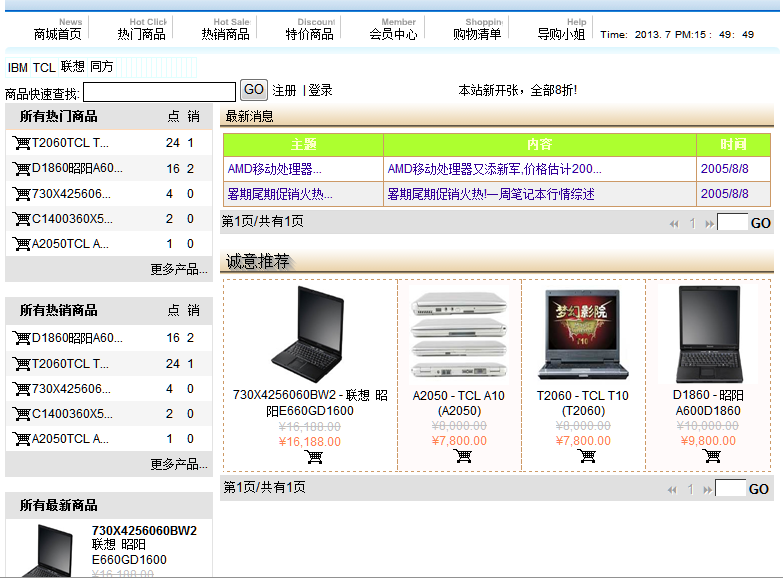 News Hot Click Hot Sale Discount Member Shoppin Help
商城首页 热门商品 热销商品 特价商品 会员中心 购物清单 导购小姐 Time: 2013. 7 PM:15 : 49: 49
IBM TCL 联想 同方
商品快速查找: GO 注册 | 登录 本站新开张，全部8折!
所有热门商品 点 销
T2060TCL T... 24 1
D1860昭阳A60... 16 2
730X425606... 4 0
C1400360X5... 2 0
A2050TCL A... 1 0
更多产品...
所有热销商品 点 销
D1860昭阳A60... 16 2
T2060TCL T... 24 1
730X425606... 4 0
C1400360X5... 2 0
A2050TCL A... 1 0
更多产品...
所有最新商品
730X4256060BW2
联想 昭阳
E660GD1000
¥16,188.00
最新消息
主题 内容 时间
AMD移动处理器... AMD移动处理器又添新军,价格估计200... 2005/8/8
暑期尾期促销火热... 暑期尾期促销火热!一周笔记本行情综述 2005/8/8
第1页/共有1页 1 GO
诚意推荐
梦幻影院
730X4256060BW2 - 联想 昭
阳E660GD1000
¥16,188.00
¥16,188.00
A2050 - TCL A10
(A2050)
¥8,000.00
¥7,800.00
T2060 - TCL T10
(T2060)
¥8,000.00
¥7,800.00
D1860 - 昭阳
A600D1860
¥10,000.00
¥9,800.00
第1页/共有1页 1 GO